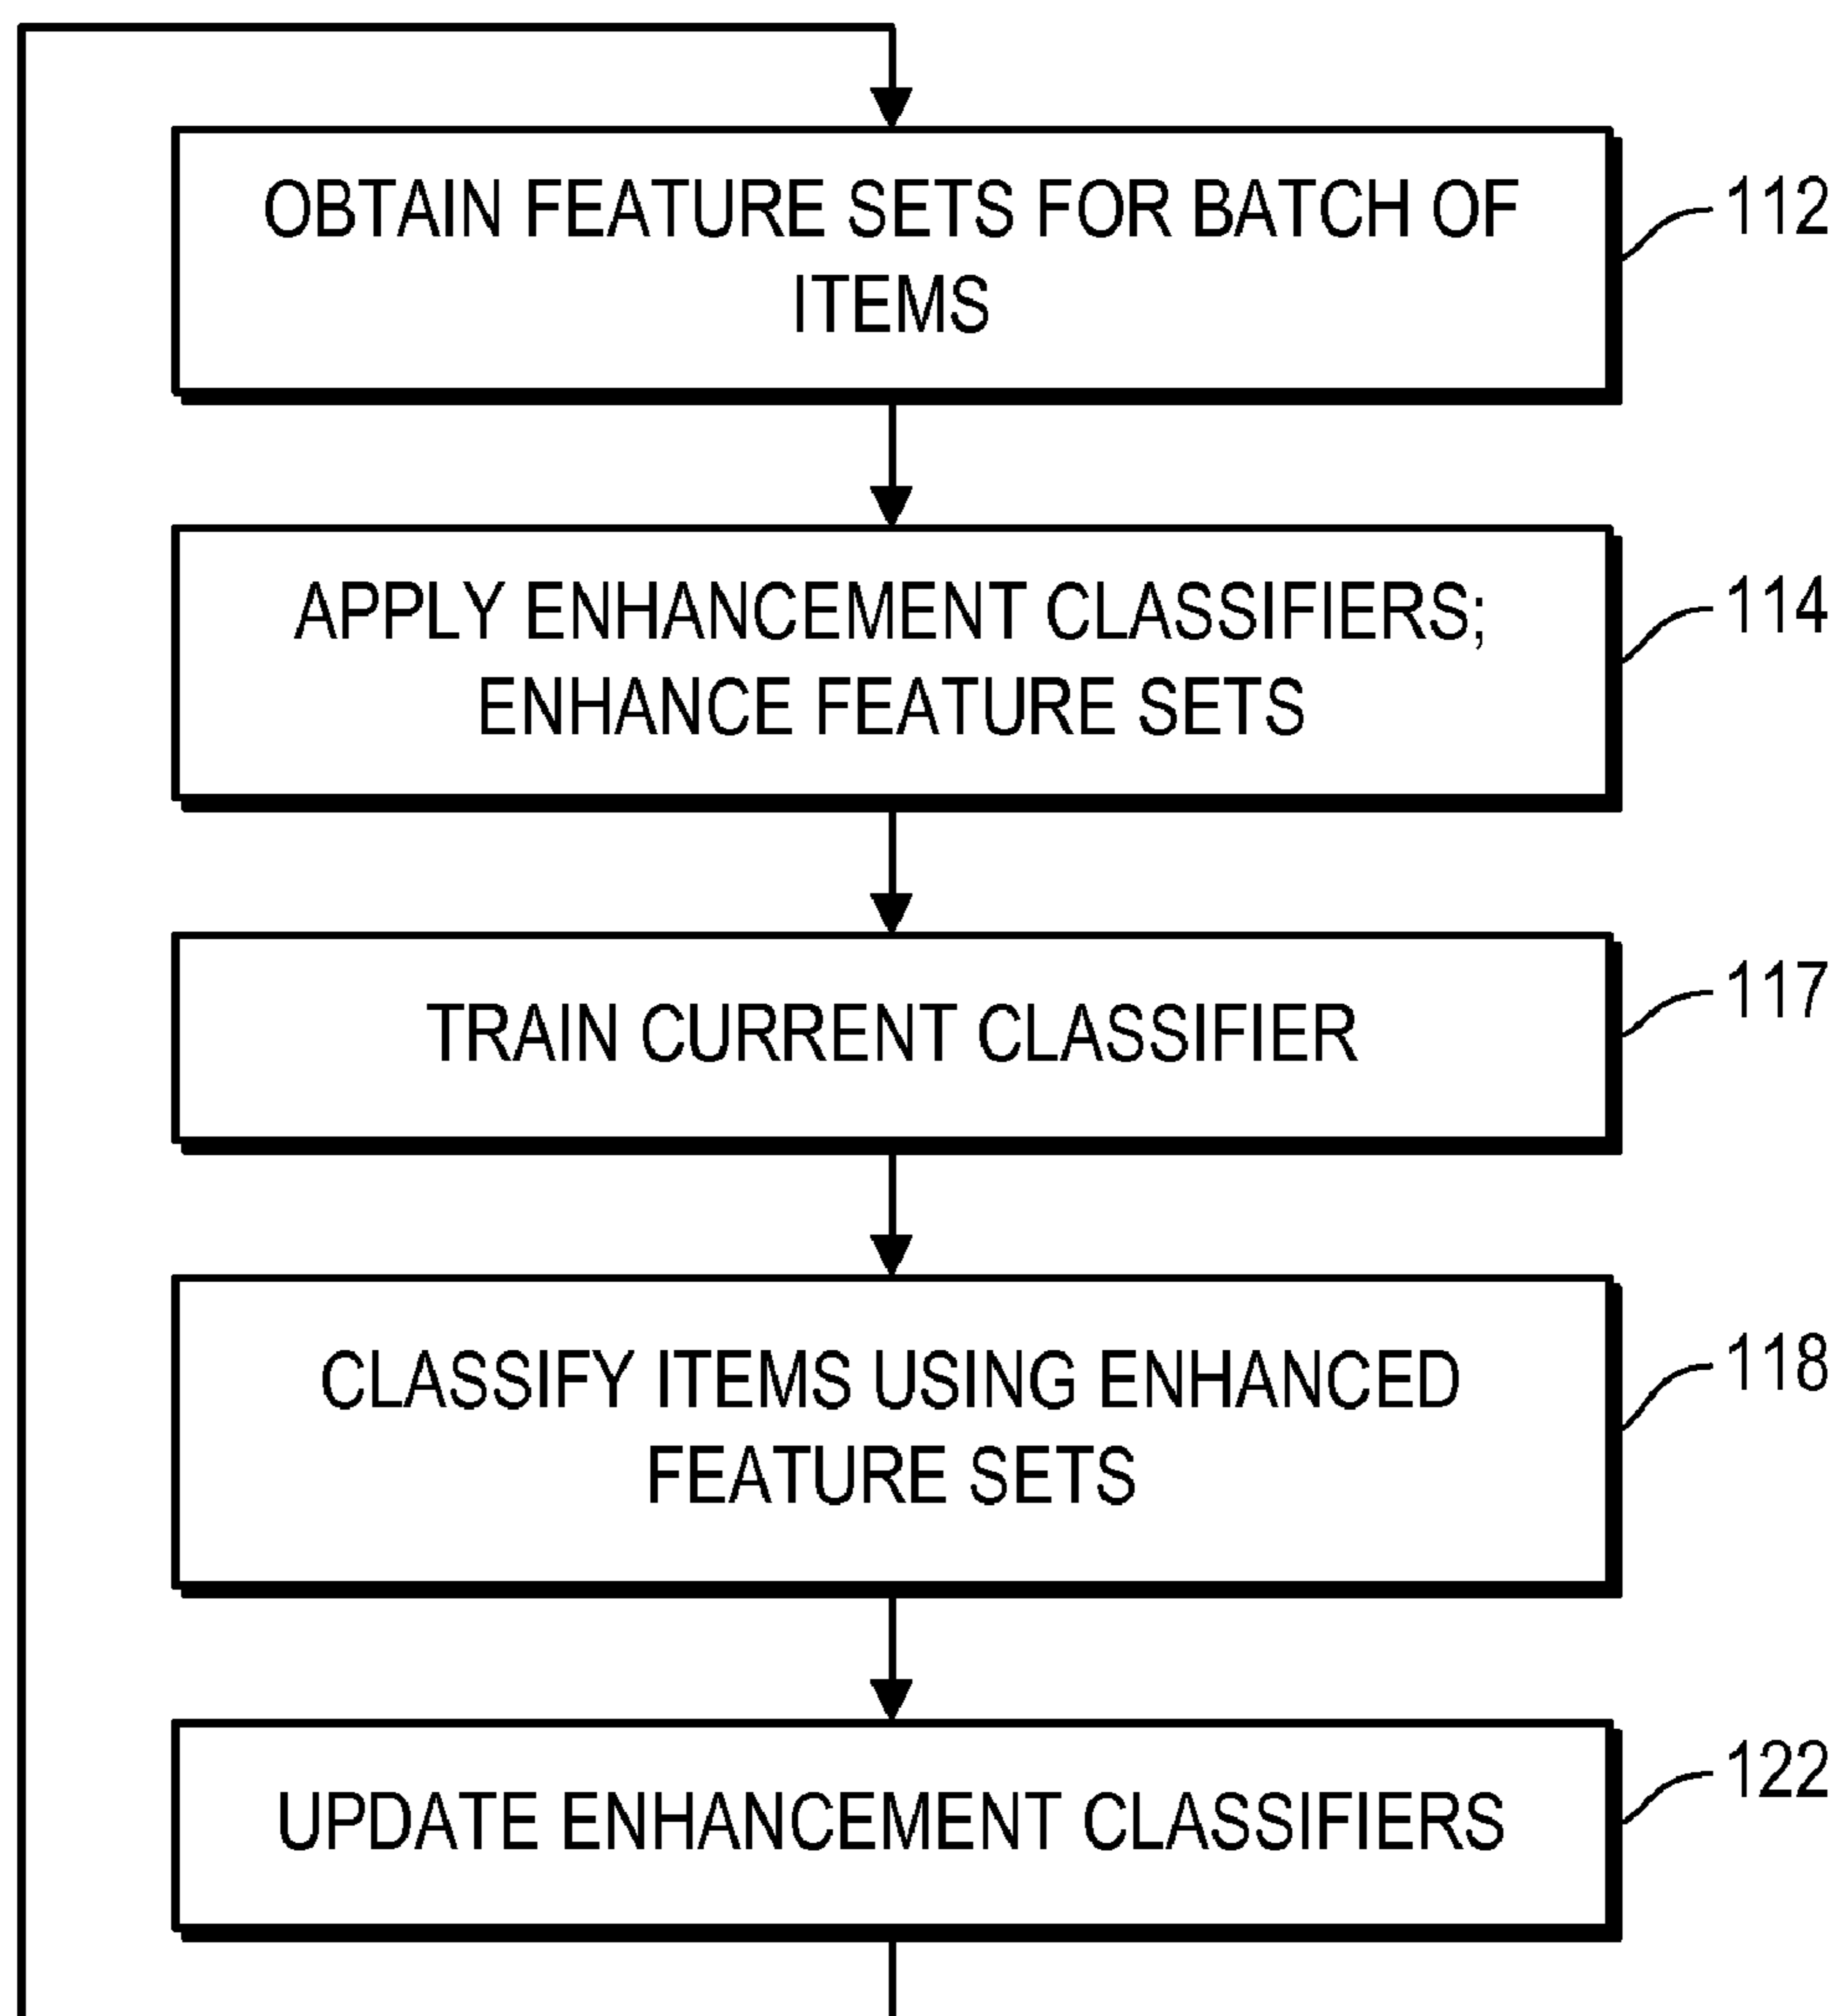 OBTAIN FEATURE SETS FOR BATCH OF
ITEMS
112
APPLY ENHANCEMENT CLASSIFIERS;
ENHANCE FEATURE SETS
114
TRAIN CURRENT CLASSIFIER
117
CLASSIFY ITEMS USING ENHANCED
FEATURE SETS
118
UPDATE ENHANCEMENT CLASSIFIERS
122